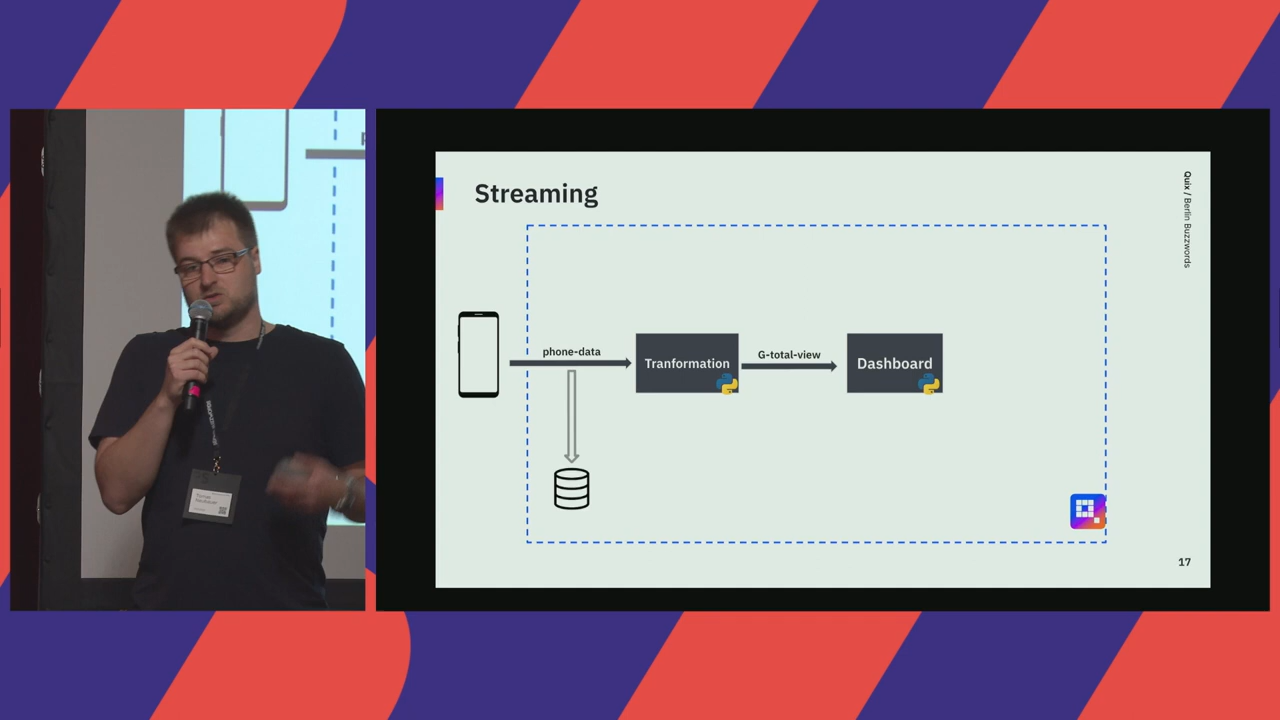 Streaming
Quix / Berlin Buzzwords
phone-data
Tranformation
G-total-view
Dashboard
17